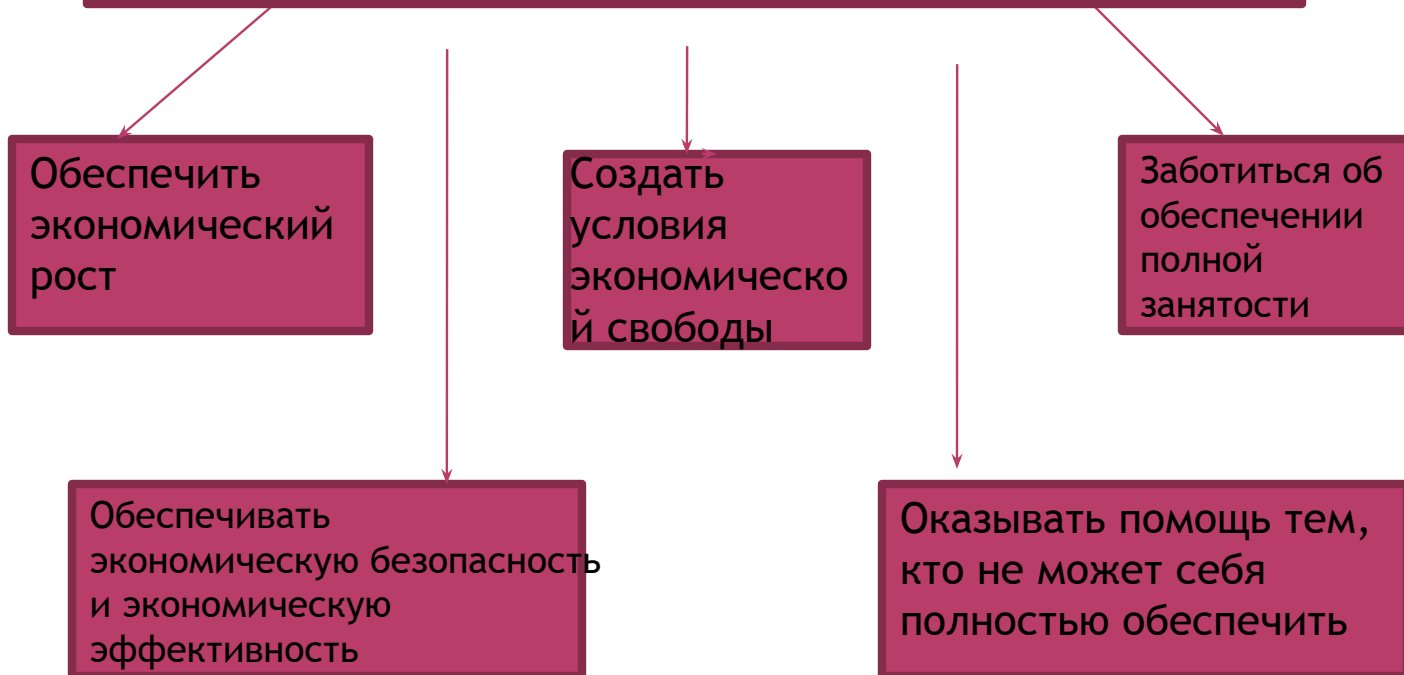 Обеспечить
экономический
рост
Создать
условия
экономическо
й свободы
Заботиться об
обеспечении
полной
занятости
Обеспечивать
экономическую безопасность
и экономическую
эффективность
Оказывать помощь тем,
кто не может себя
полностью обеспечить